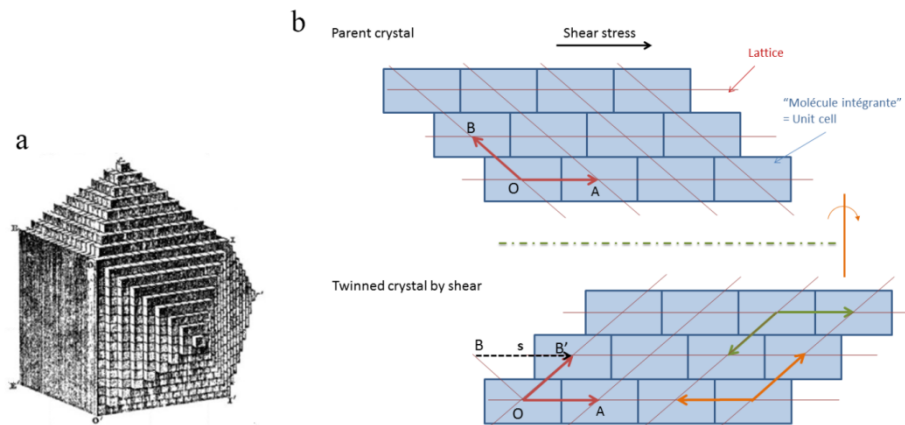 b
Parent crystal
Shear stress
Lattice
"Molécule intégrante"
= Unit cell
B
O
A
a
Twinned crystal by shear
B
s
B'
O
A
E
O'
I'